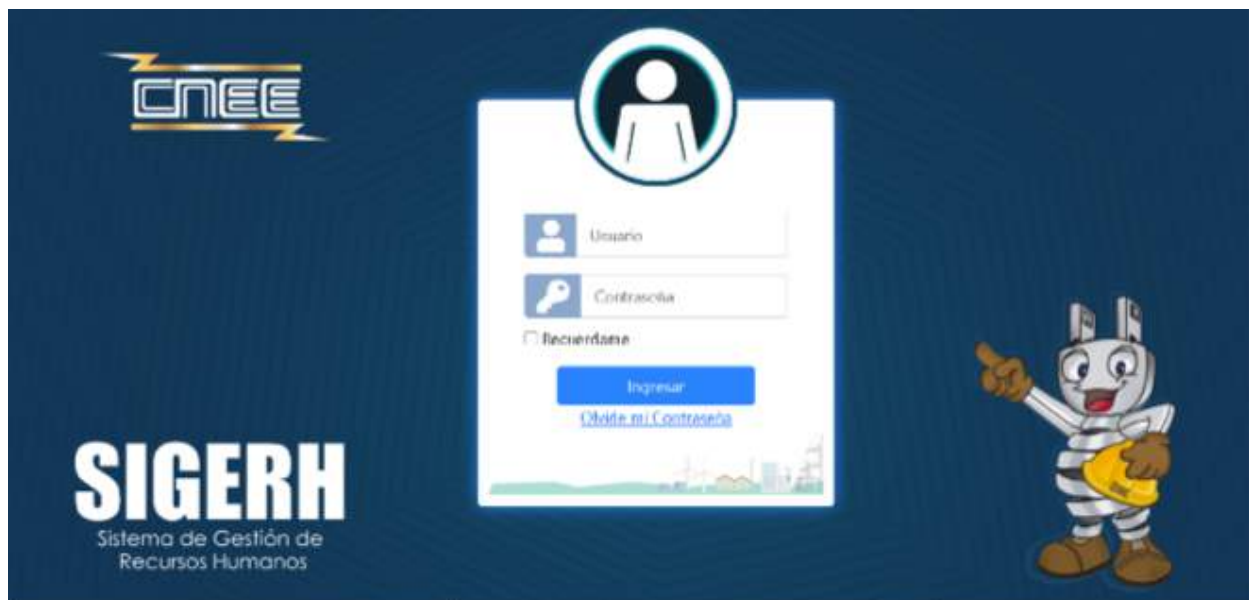 CNEE
Usuario
Contraseña
Recuerdame
Ingresar
Olvide mi Contraseña
SIGERH
Sistema de Gestión de
Recursos Humanos